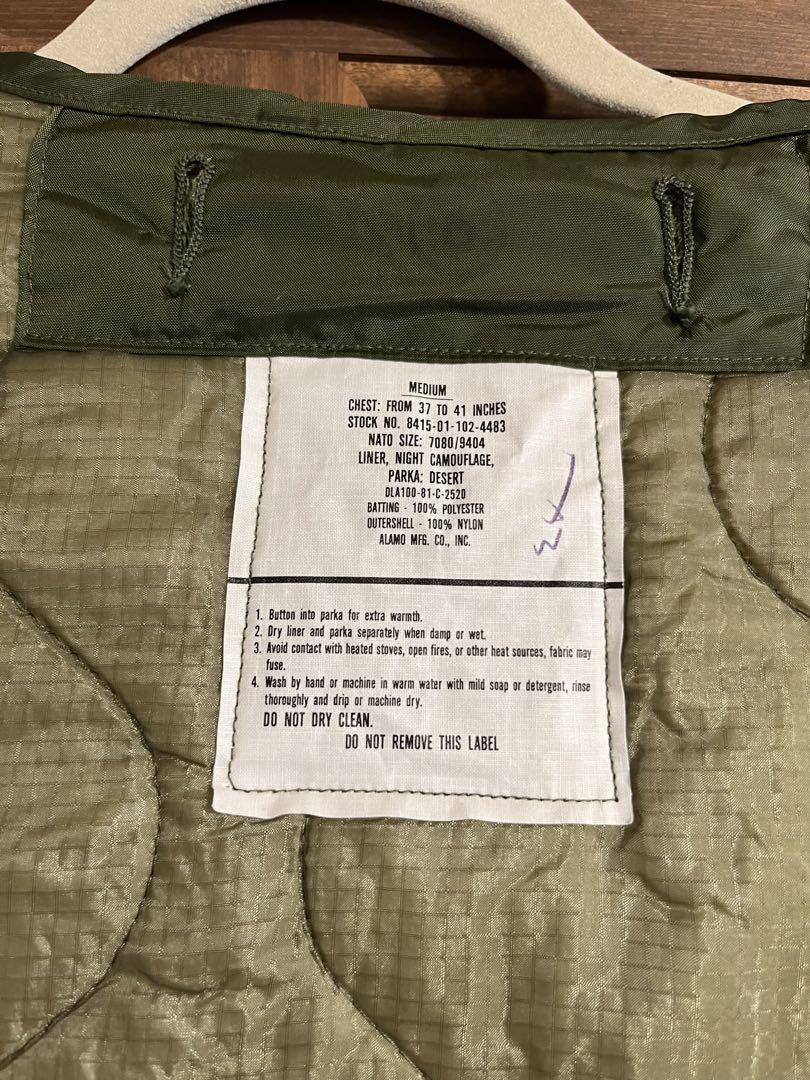 MEDIUM
CHEST: FROM 37 TO 41 INCHES
STOCK NO. 8415-01-102-4483
NATO SIZE: 7080/9404
LINER, NIGHT CAMOUFLAGE,
PARKA: DESERT
DLA100-81-C-2520
BATTING - 100% POLYESTER
OUTERSHELL - 100% NYLON
ALAMO MFG. CO., INC.
1. Button into parka for extra warmth.
2. Dry liner and parka separately when damp or wet.
3. Avoid contact with heated stoves, open fires, or other heat sources, fabric may
fuse.
4. Wash by hand or machine in warm water with mild soap or detergent, rinse
thoroughly and drip or machine dry.
DO NOT DRY CLEAN.
DO NOT REMOVE THIS LABEL